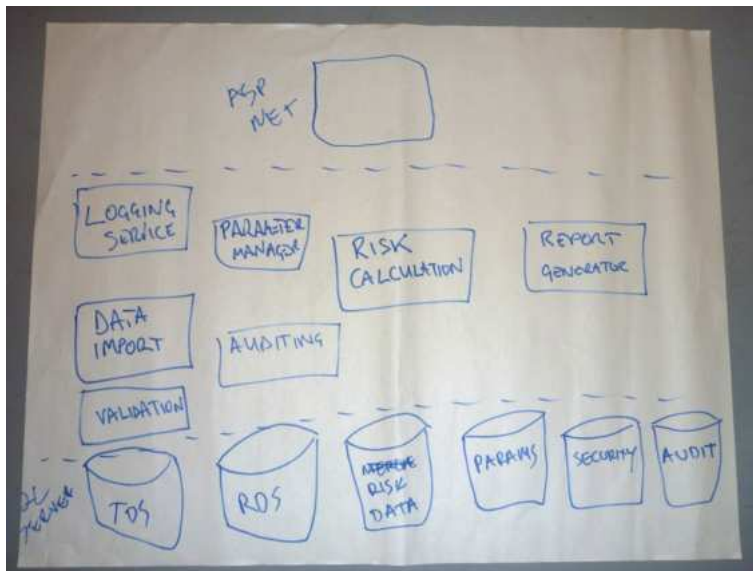 ASP
NET
LOGGING
SERVICE
PARAMETER
MANAGER
RISK
CALCULATION
REPORT
GENERATOR
DATA
IMPORT
AUDITING
VALIDATION
TDS
RDS
RISK
DATA
PARAMS
SECURITY
AUDIT
SERVER